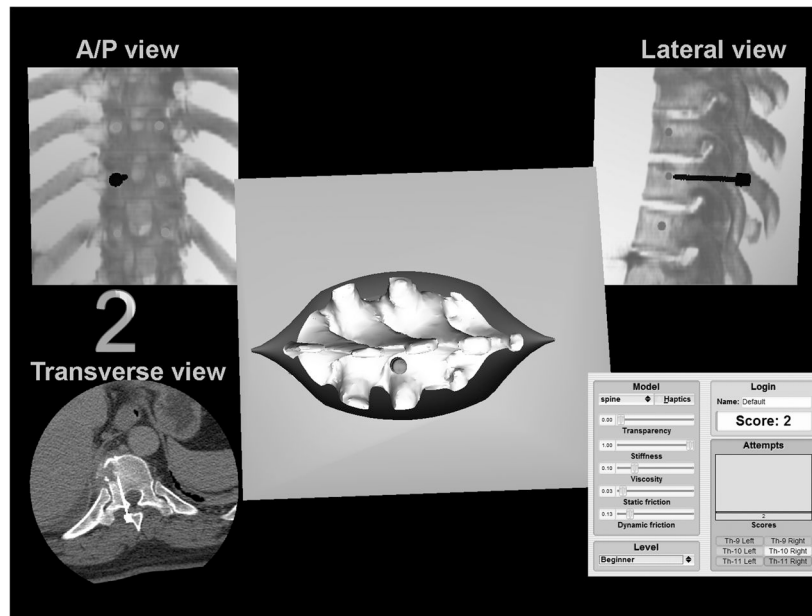 A/P view
Lateral view
2
Transverse view
Model
spine
Haptics
0.00
Transparency
1.00
Stiffness
0.10
Viscosity
0.03
Static friction
0.13
Dynamic friction
Level
Beginner
Login
Name: Default
Score: 2
Attempts
2
Scores
Th-9 Left Th-9 Right
Th-10 Left Th-10 Right
Th-11 Left Th-11 Right